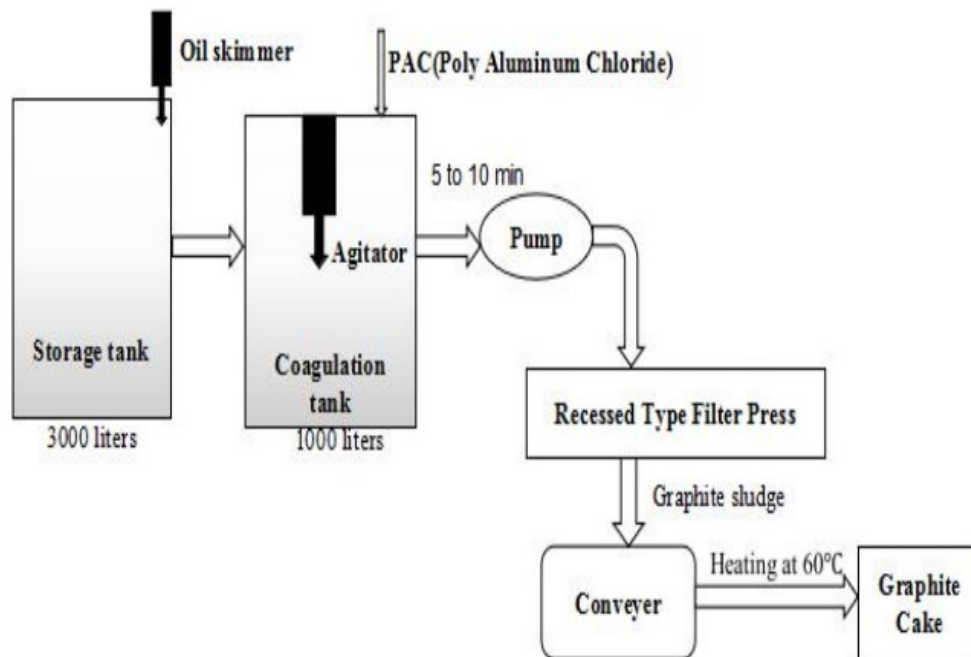 Oil skimmer
PAC(Poly Aluminum Chloride)
5 to 10 min
Pump
Agitator
Storage tank
Coagulation
tank
3000 liters
1000 liters
Recessed Type Filter Press
Graphite sludge
Heating at 60°C
Conveyer
Graphite
Cake